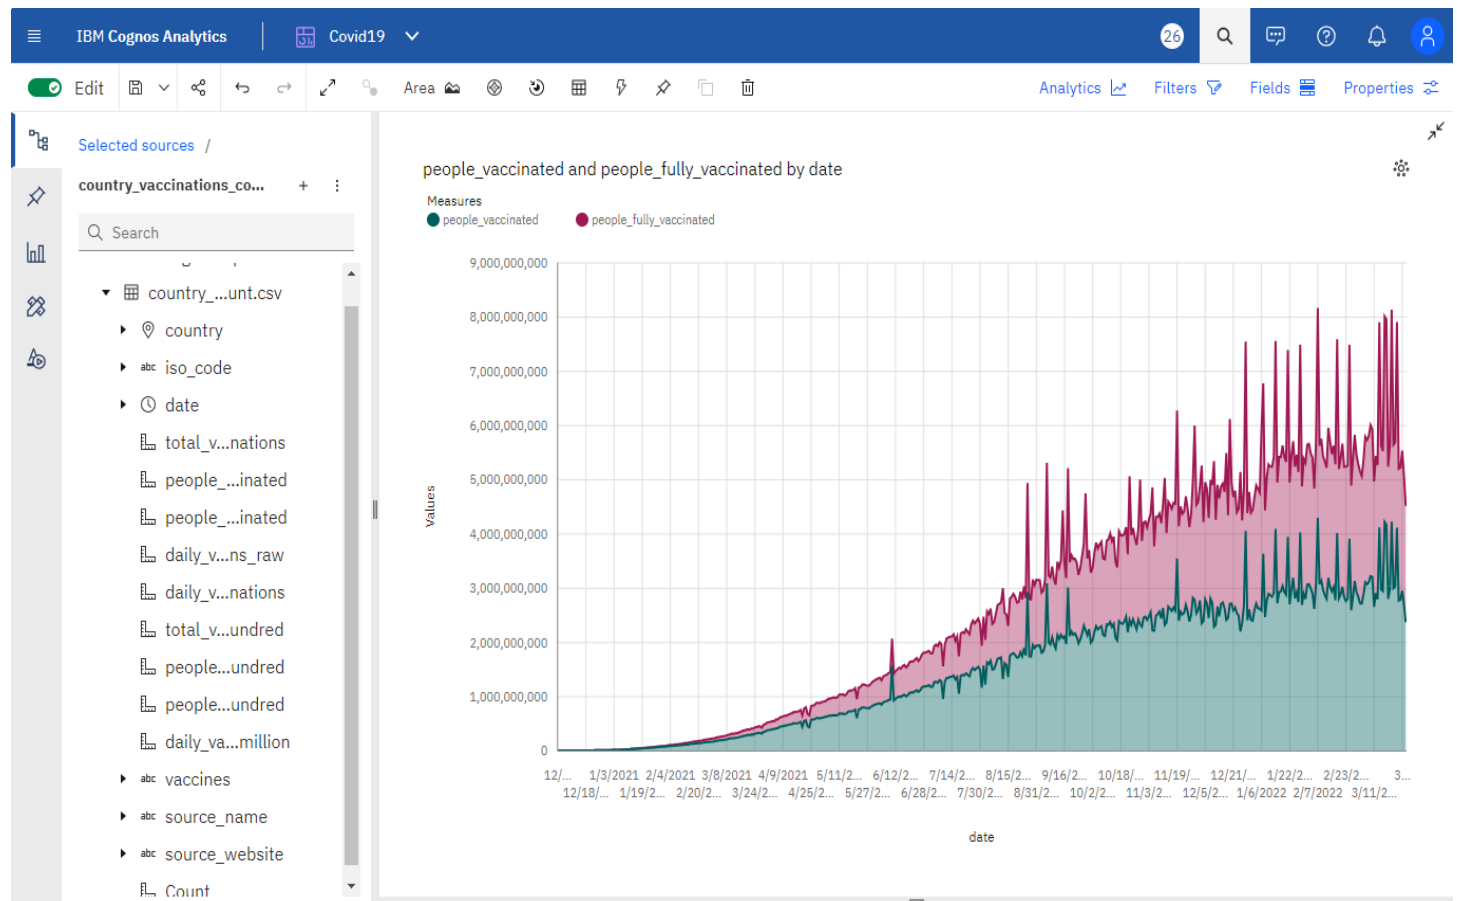 IBM Cognos Analytics
Covid19
26
Edit
Area
Analytics
Filters
Fields
Properties
Selected sources /
country_vaccinations_co...
Search
country_...unt.csv
country
abc iso_code
date
total_v...nations
people_...inated
people_...inated
daily_v...ns_raw
daily_v...nations
total_v...undred
people...undred
people...undred
daily_va...million
abc vaccines
abc source_name
abc source_website
Count
people_vaccinated and people_fully_vaccinated by date
Measures
people_vaccinated people_fully_vaccinated
9,000,000,000
8,000,000,000
7,000,000,000
6,000,000,000
5,000,000,000
4,000,000,000
3,000,000,000
2,000,000,000
1,000,000,000
0
Values
12/... 1/3/2021 2/4/2021 3/8/2021 4/9/2021 5/11/2... 6/12/2... 7/14/2... 8/15/2... 9/16/2... 10/18/... 11/19/... 12/21/... 1/22/2... 2/23/2... 3...
12/18/... 1/19/2... 2/20/2... 3/24/2... 4/25/2... 5/27/2... 6/28/2... 7/30/2... 8/31/2... 10/2/2... 11/3/2... 12/5/2... 1/6/2022 2/7/2022 3/11/2...
date